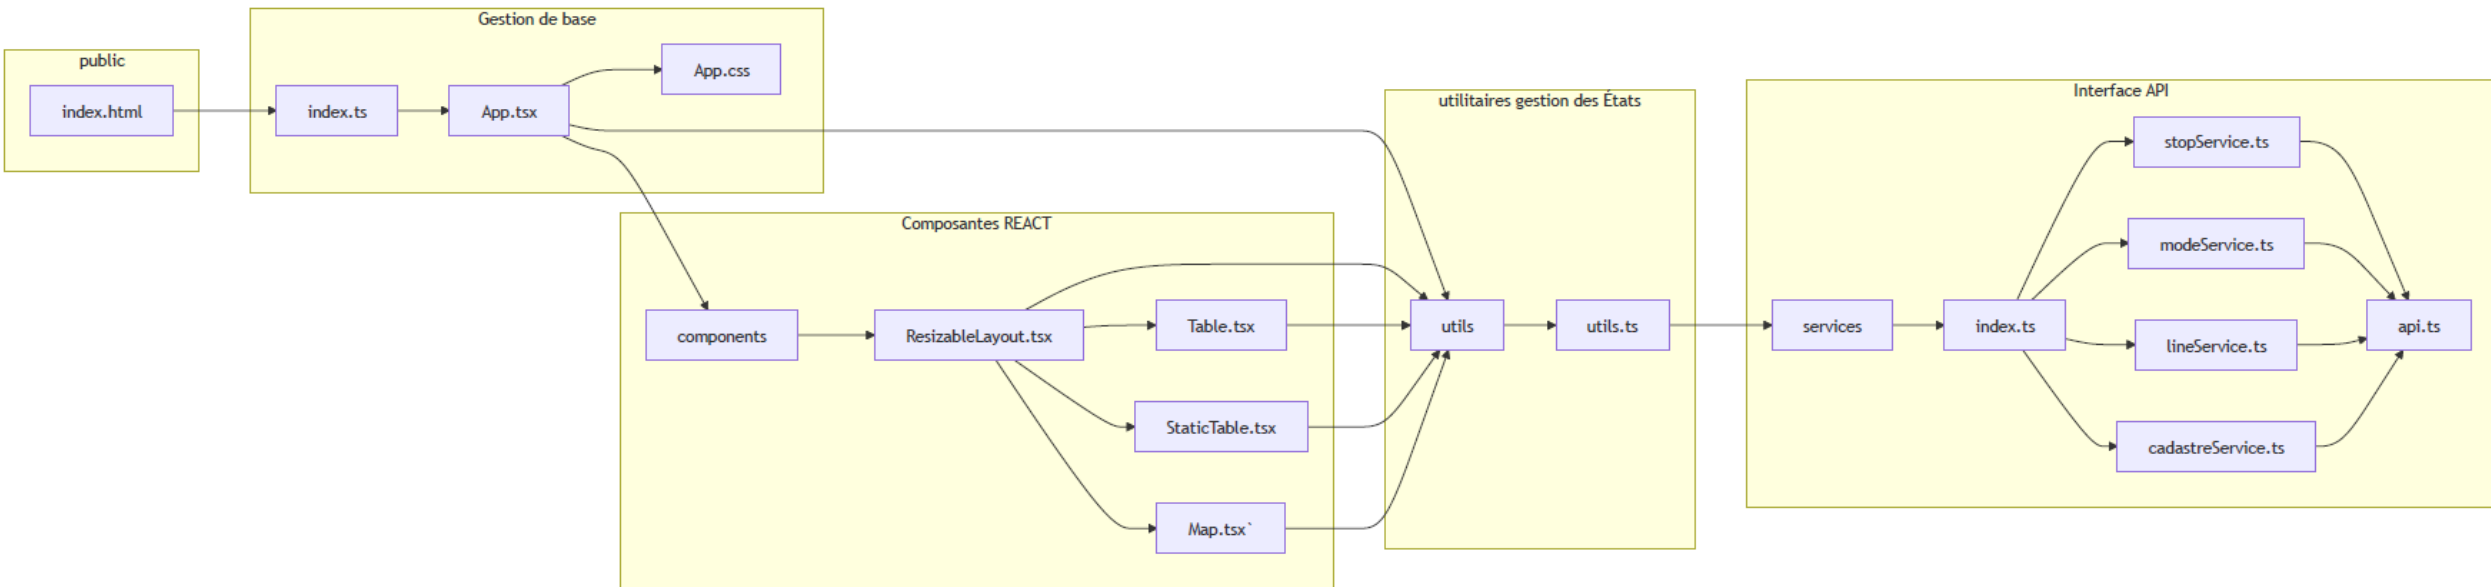 public
index.html
Gestion de base
index.ts
App.tsx
App.css
Composantes REACT
components
ResizableLayout.tsx
Table.tsx
StaticTable.tsx
Map.tsx`
utilitaires gestion des États
utils
utils.ts
Interface API
services
index.ts
stopService.ts
modeService.ts
lineService.ts
cadastreService.ts
api.ts